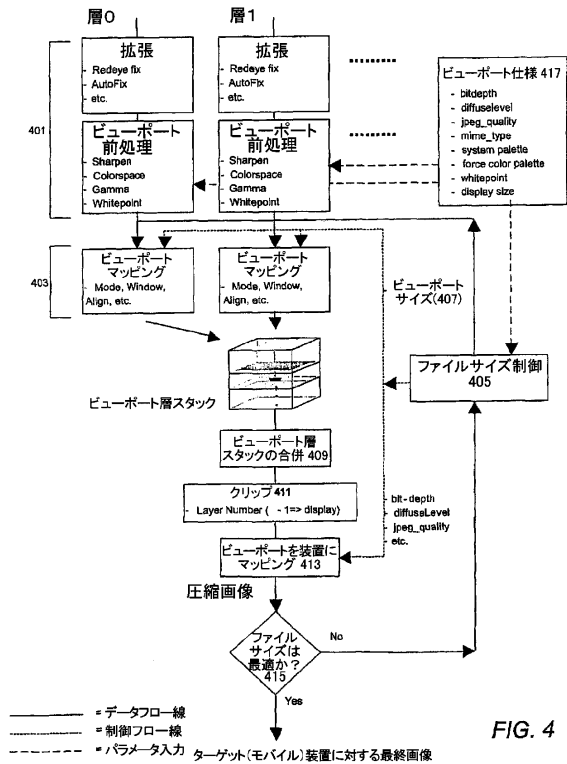 層0
層1
401
拡張
- Redeye fix
- AutoFix
- etc.
ビューポート
前処理
- Sharpen
- Colorspace
- Gamma
- Whitepoint
拡張
- Redeye fix
- AutoFix
- etc.
ビューポート
前処理
- Sharpen
- Colorspace
- Gamma
- Whitepoint
ビューポート仕様 417
- bitdepth
- diffuselevel
- jpeg_quality
- mime_type
- system palette
- force color palette
- whitepoint
- display size
403
ビューポート
マッピング
- Mode, Window,
Align, etc.
ビューポート
マッピング
- Mode, Window,
Align, etc.
ビューポート
サイズ(407)
ファイルサイズ制御
405
ビューポート層スタック
ビューポート層
スタックの合併 409
クリップ 411
- Layer Number ( - 1=> display)
bit-depth
diffuseLevel
jpeg_quality
etc.
ビューポートを装置に
マッピング 413
圧縮画像
ファイル
サイズは
最適か?
415
No
Yes
= データフロー線
= 制御フロー線
= パラメータ入力
ターゲット(モバイル)装置に対する最終画像
FIG. 4